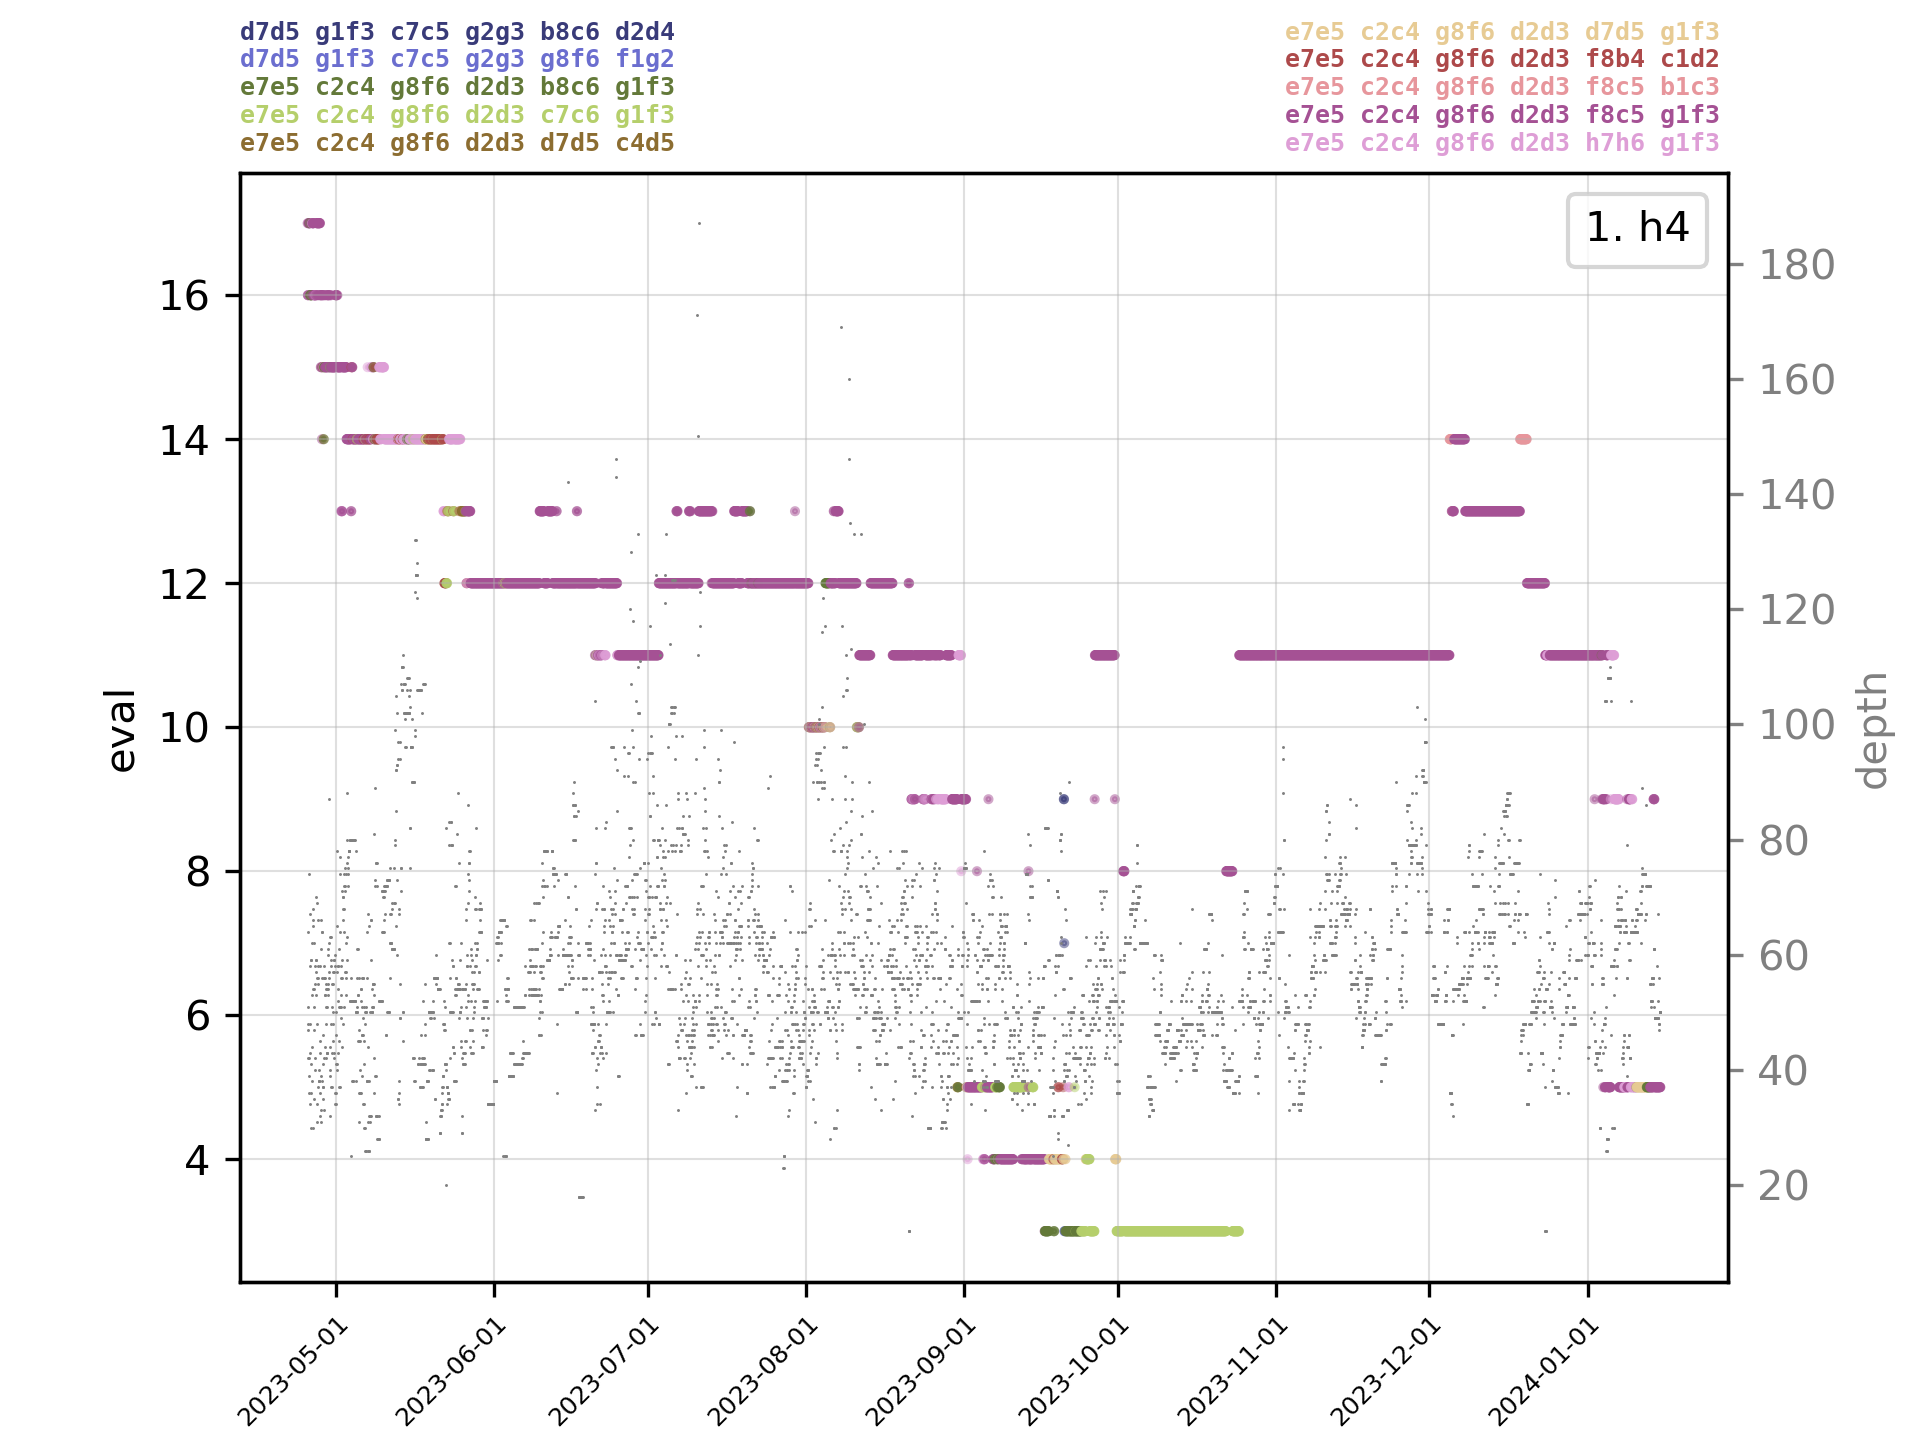 d7d5 g1f3 c7c5 g2g3 b8c6 d2d4
d7d5 g1f3 c7c5 g2g3 g8f6 f1g2
e7e5 c2c4 g8f6 d2d3 b8c6 g1f3
e7e5 c2c4 g8f6 d2d3 c7c6 g1f3
e7e5 c2c4 g8f6 d2d3 d7d5 c4d5
e7e5 c2c4 g8f6 d2d3 d7d5 g1f3
e7e5 c2c4 g8f6 d2d3 f8b4 c1d2
e7e5 c2c4 g8f6 d2d3 f8c5 b1c3
e7e5 c2c4 g8f6 d2d3 f8c5 g1f3
e7e5 c2c4 g8f6 d2d3 h7h6 g1f3
1. h4
eval
16
14
12
10
8
6
4
180
160
140
120
100
80
60
40
20
depth
2023-05-01
2023-06-01
2023-07-01
2023-08-01
2023-09-01
2023-10-01
2023-11-01
2023-12-01
2024-01-01